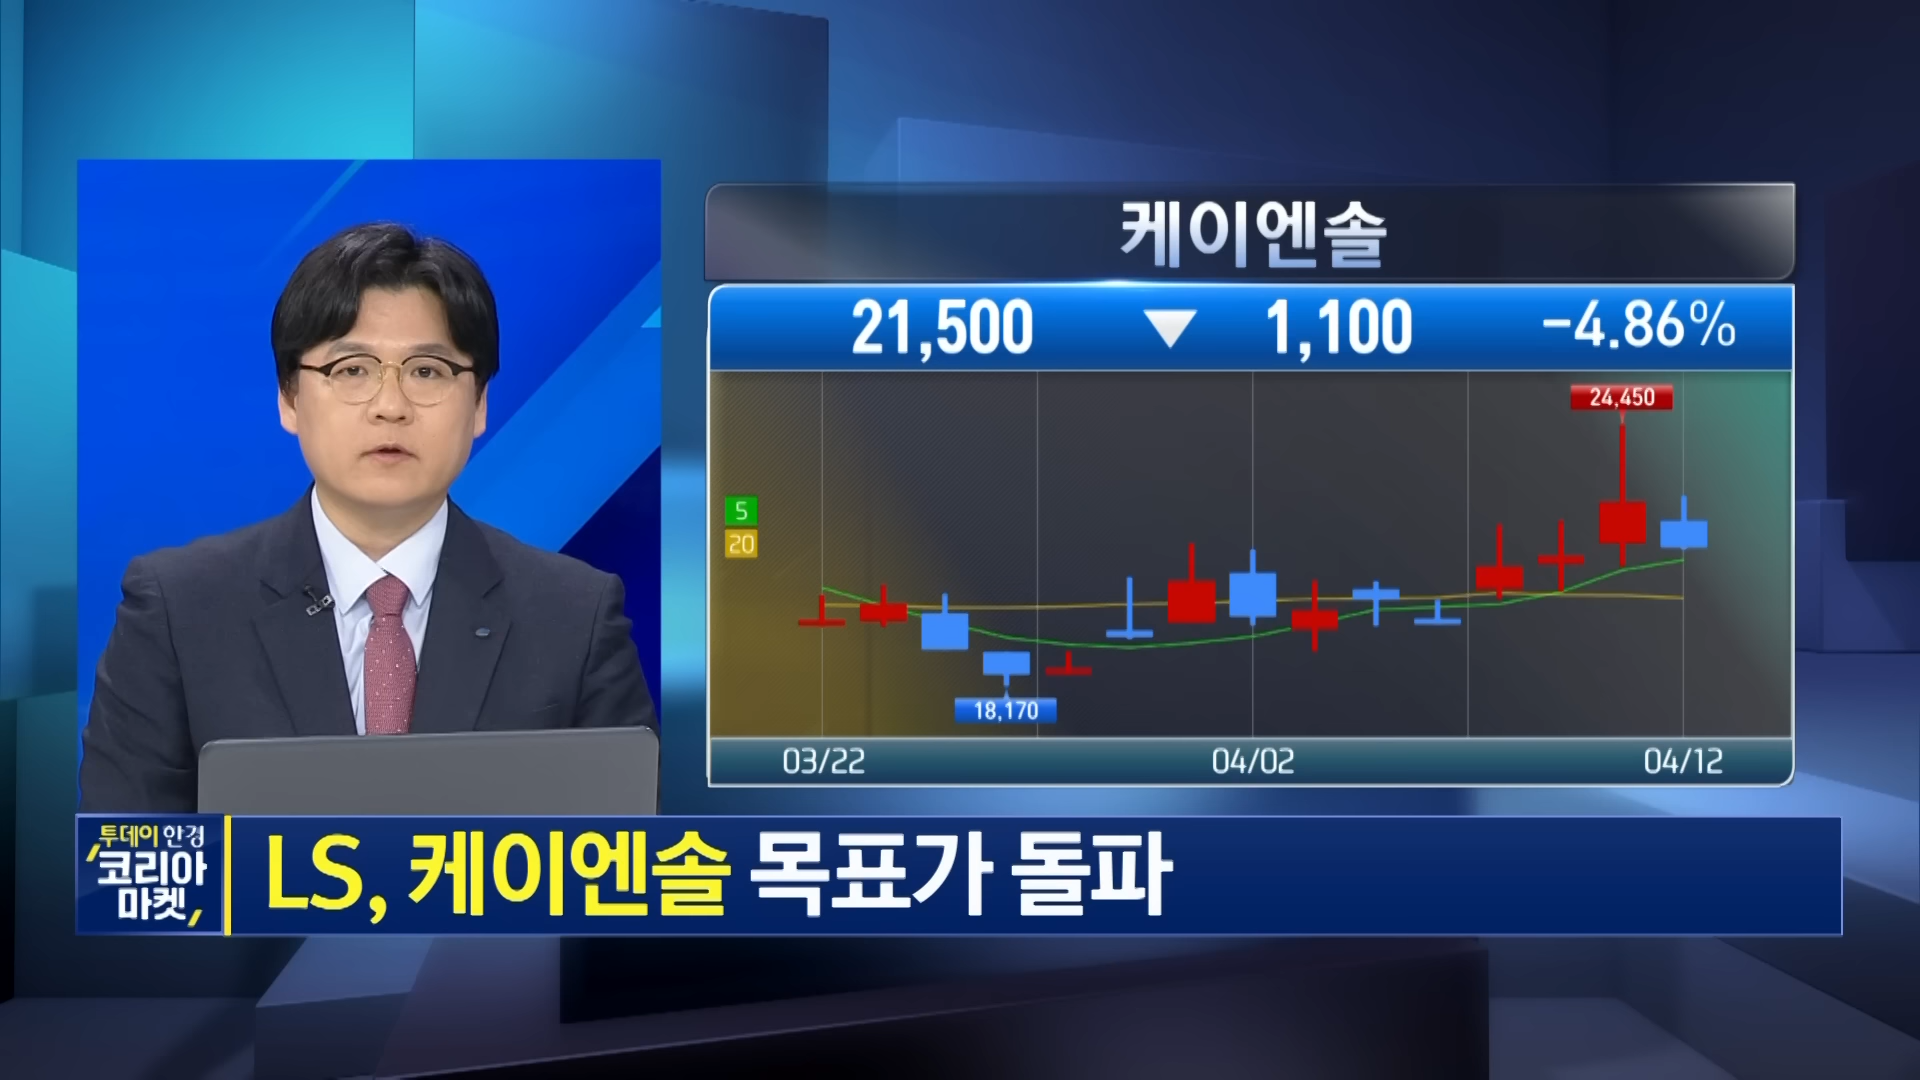 케이엔솔
21,500 ▼ 1,100 -4.86%
24,450
5
20
18,170
03/22 04/02 04/12
투데이 한경
코리아
마켓
LS, 케이엔솔 목표가 돌파